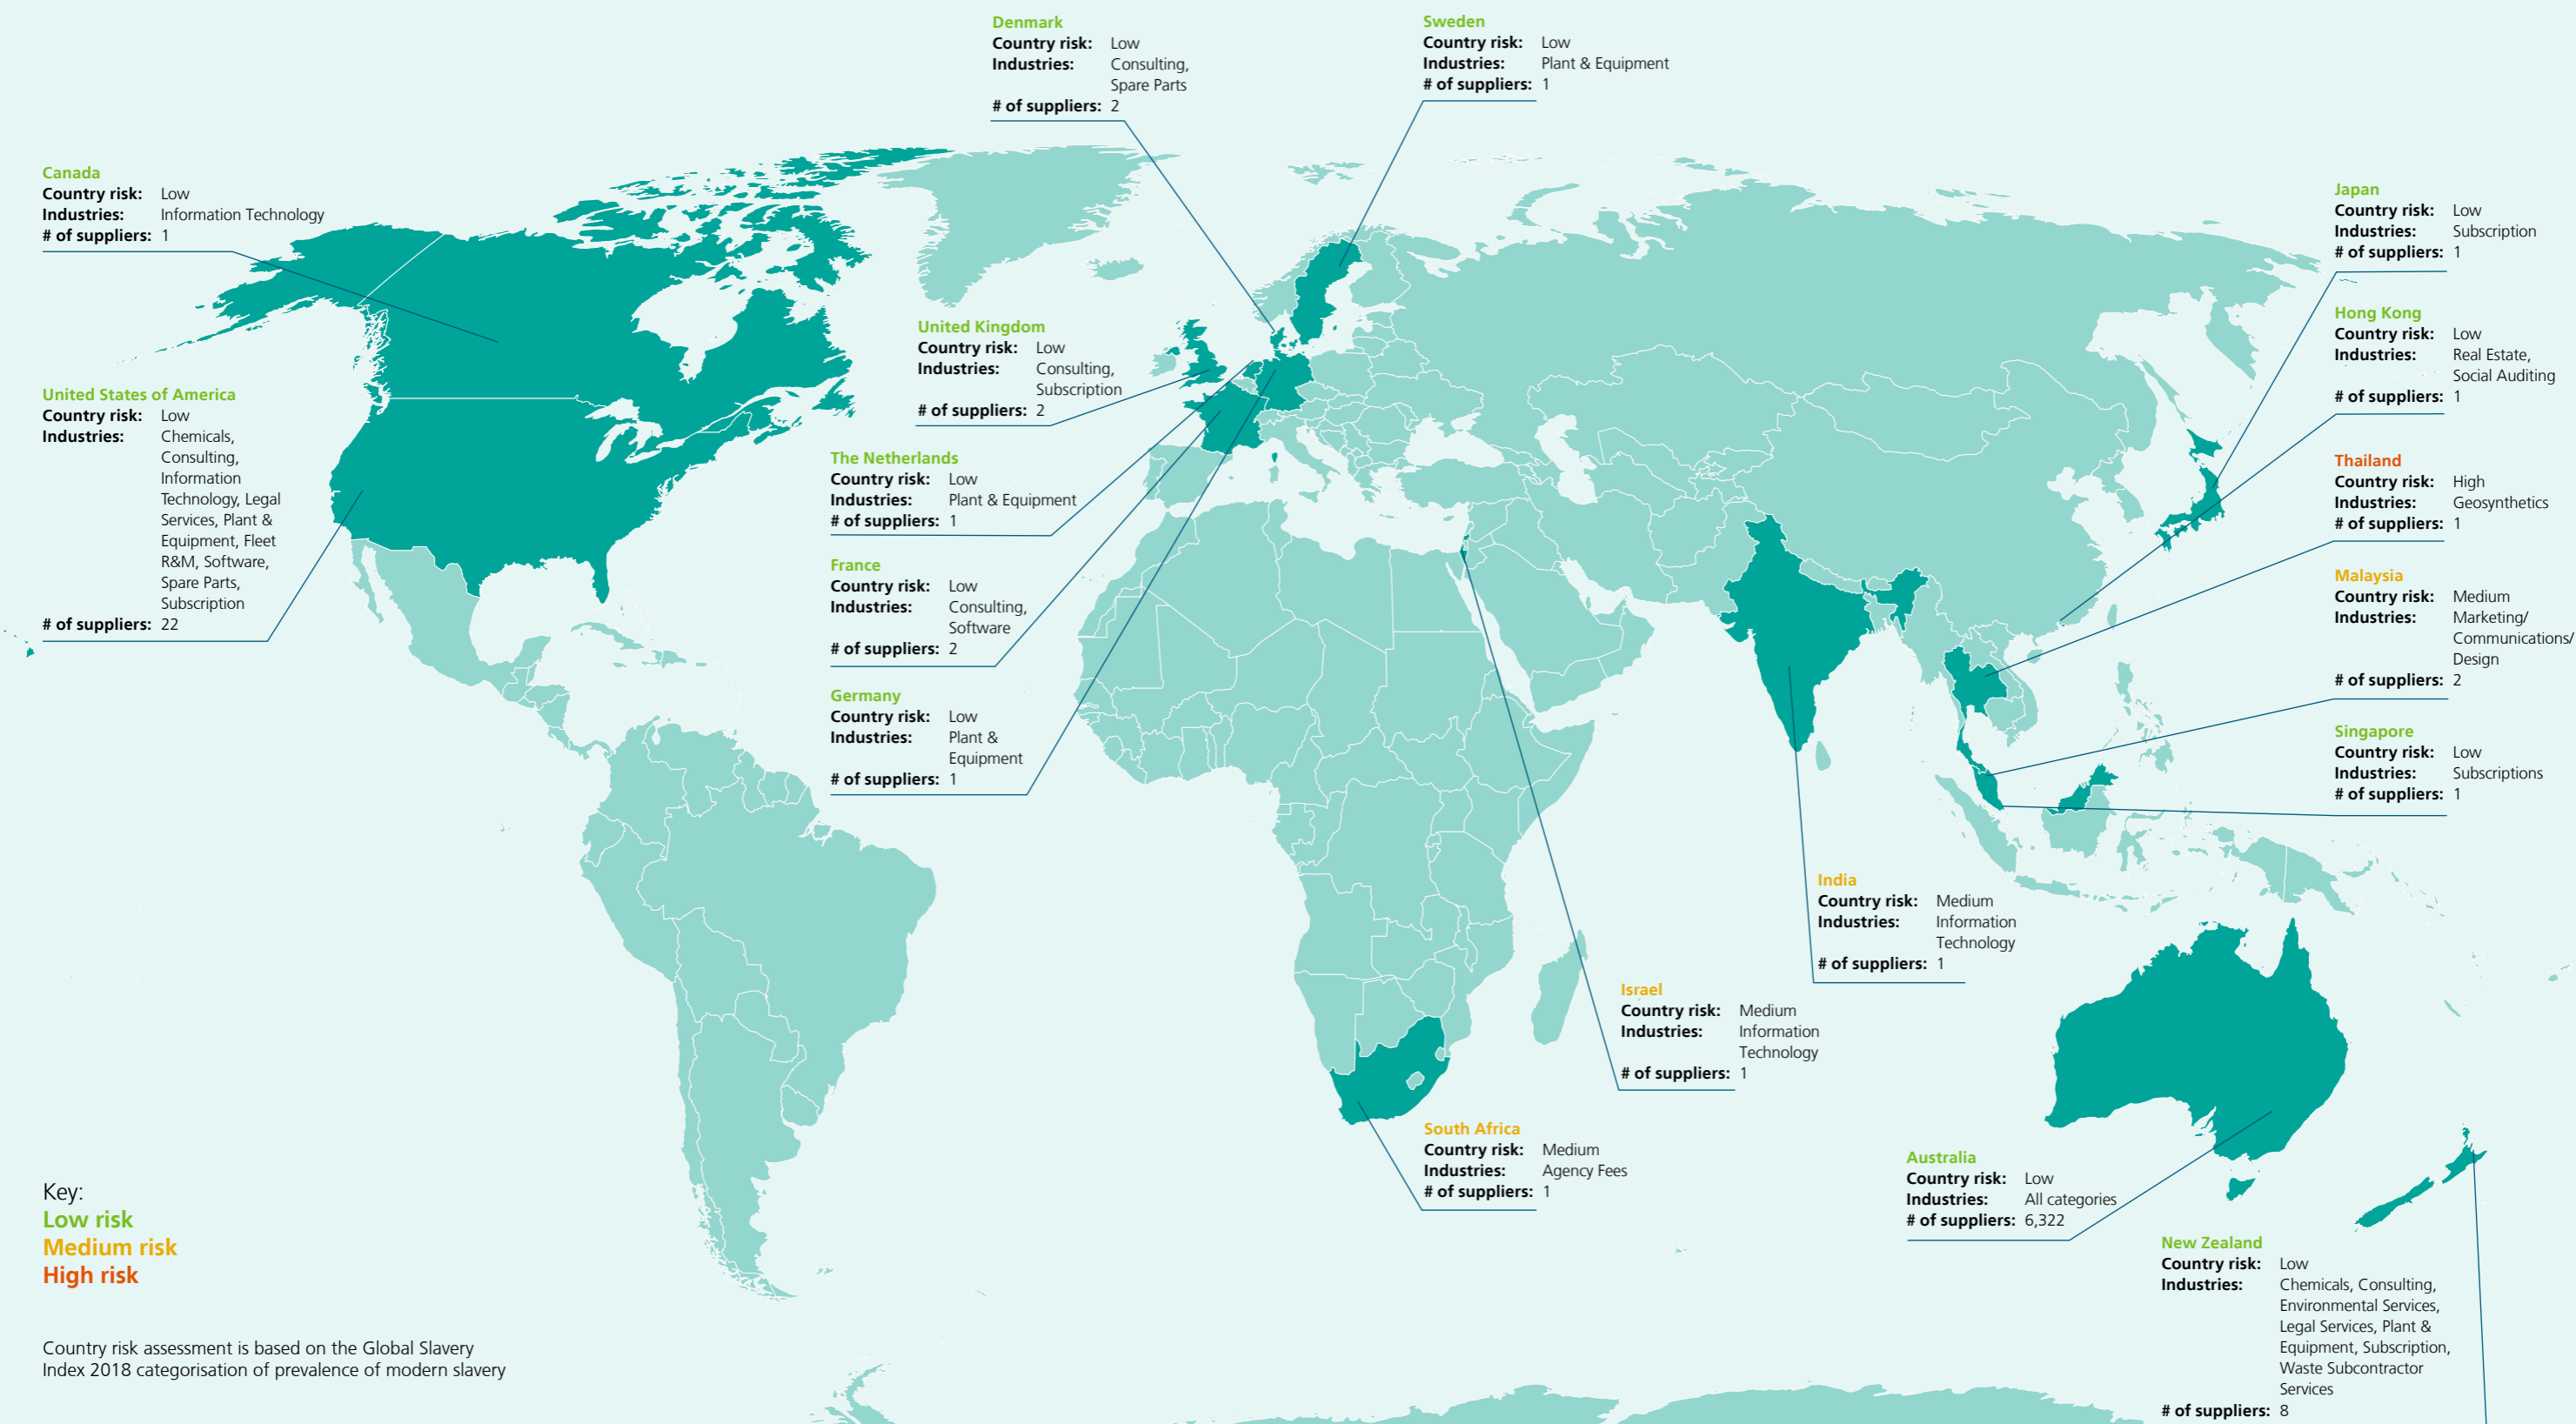 Denmark
Country risk: Low
Industries: Consulting,
Spare Parts
# of suppliers: 2
Sweden
Country risk: Low
Industries: Plant & Equipment
# of suppliers: 1
Canada
Country risk: Low
Industries: Information Technology
# of suppliers: 1
United States of America
Country risk: Low
Industries: Chemicals,
Consulting,
Information
Technology, Legal
Services, Plant &
Equipment, Fleet
R&M, Software,
Spare Parts,
Subscription
# of suppliers: 22
United Kingdom
Country risk: Low
Industries: Consulting,
Subscription
# of suppliers: 2
The Netherlands
Country risk: Low
Industries: Plant & Equipment
# of suppliers: 1
France
Country risk: Low
Industries: Consulting,
Software
# of suppliers: 2
Germany
Country risk: Low
Industries: Plant &
Equipment
# of suppliers: 1
Japan
Country risk: Low
Industries: Subscription
# of suppliers: 1
Hong Kong
Country risk: Low
Industries: Real Estate,
Social Auditing
# of suppliers: 1
Thailand
Country risk: High
Industries: Geosynthetics
# of suppliers: 1
Malaysia
Country risk: Medium
Industries: Marketing/
Communications/
Design
# of suppliers: 2
Singapore
Country risk: Low
Industries: Subscriptions
# of suppliers: 1
India
Country risk: Medium
Industries: Information
Technology
# of suppliers: 1
Israel
Country risk: Medium
Industries: Information
Technology
# of suppliers: 1
South Africa
Country risk: Medium
Industries: Agency Fees
# of suppliers: 1
Australia
Country risk: Low
Industries: All categories
# of suppliers: 6,322
New Zealand
Country risk: Low
Industries: Chemicals, Consulting,
Environmental Services,
Legal Services, Plant &
Equipment, Subscription,
Waste Subcontractor
Services
# of suppliers: 8
Key:
Low risk
Medium risk
High risk
Country risk assessment is based on the Global Slavery
Index 2018 categorisation of prevalence of modern slavery